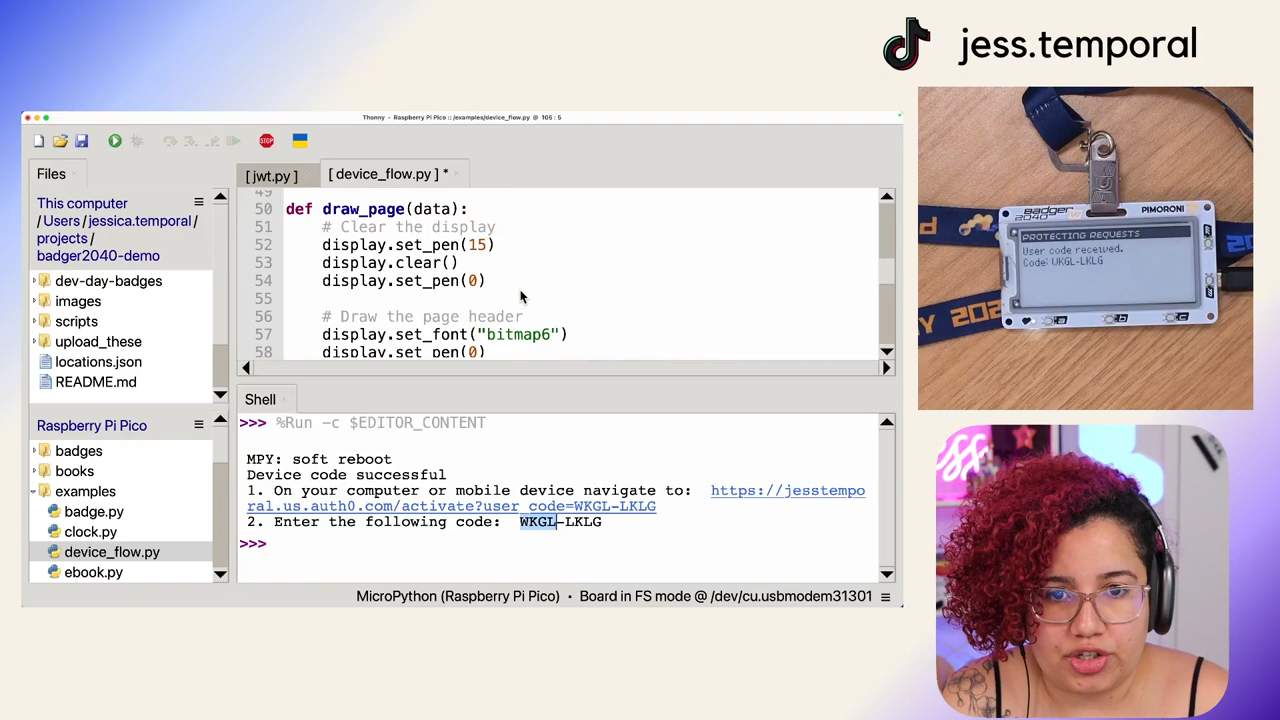 jess.temporal
Thonny - Raspberry Pi Pico :: /examples/device_flow.py @ 105 : 5
STOP
Files
[ jwt.py ]
[ device_flow.py ] *
This computer
/ Users / jessica.temporal /
projects /
badger2040-demo
dev-day-badges
images
scripts
upload_these
locations.json
README.md
49
50 def draw_page(data):
51 # Clear the display
52 display.set_pen(15)
53 display.clear()
54 display.set_pen(0)
55
56 # Draw the page header
57 display.set_font("bitmap6")
58 display.set_pen(0)
Raspberry Pi Pico
badges
books
examples
badge.py
clock.py
device_flow.py
ebook.py
Shell
>>> %Run -c $EDITOR_CONTENT
MPY: soft reboot
Device code successful
1. On your computer or mobile device navigate to: https://jesstempo
ral.us.auth0.com/activate?user_code=WKGL-LKLG
2. Enter the following code: WKGL-LKLG
>>>
MicroPython (Raspberry Pi Pico) • Board in FS mode @ /dev/cu.usbmodem31301
Badger
2040
PIMORONI
PROTECTING REQUESTS
User code received.
Code: WKGL-LKLG
a
b
c